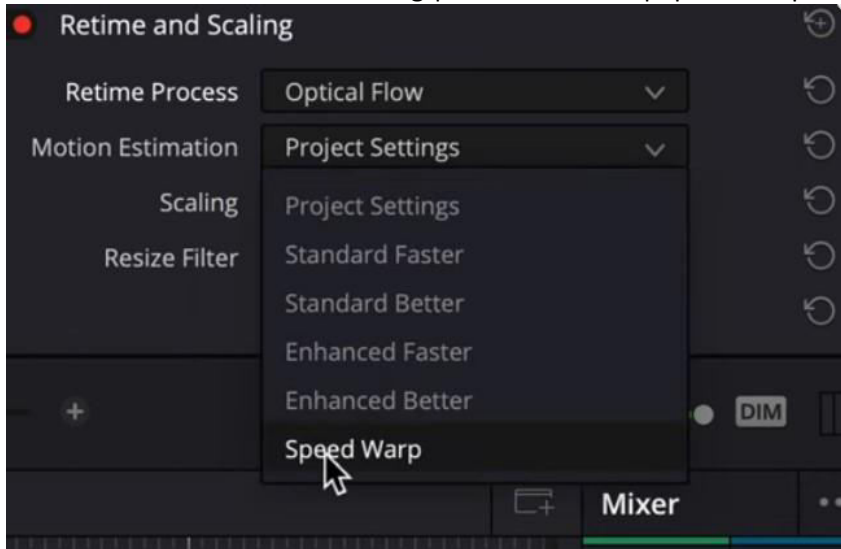 Retime and Scaling
Retime Process Optical Flow
Motion Estimation Project Settings
Scaling Project Settings
Resize Filter Standard Faster
Standard Better
Enhanced Faster
Enhanced Better
DIM
Speed Warp
Mixer